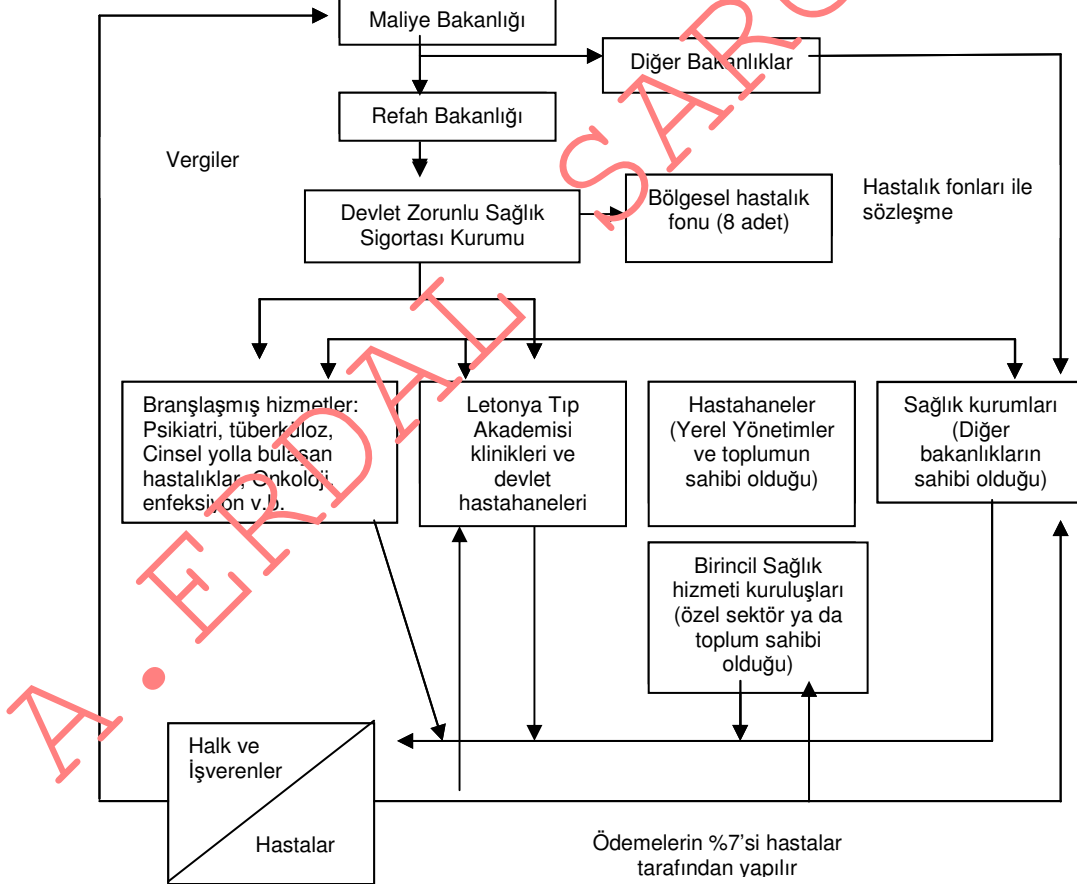 Maliye Bakanlığı
Diğer Bakanlıklar
Refah Bakanlığı
Vergiler
Devlet Zorunlu Sağlık
Sigortası Kurumu
Bölgesel hastalık
fonu (8 adet)
Hastalık fonları ile
sözleşme
Branşlaşmış hizmetler:
Psikiatri, tüberküloz,
Cinsel yolla bulaşan
hastalıklar, Onkoloji,
enfeksiyon v.b.
Letonya Tıp
Akademisi
klinikleri ve
devlet
hastahaneleri
Hastahaneler
(Yerel Yönetimler
ve toplumun
sahibi olduğu)
Sağlık kurumları
(Diğer
bakanlıkların
sahibi olduğu)
Birincil Sağlık
hizmeti kuruluşları
(özel sektör ya da
toplum sahibi
olduğu)
Halk ve
İşverenler
Hastalar
Ödemelerin %7'si hastalar
tarafından yapılır
A. ERDAL SARG